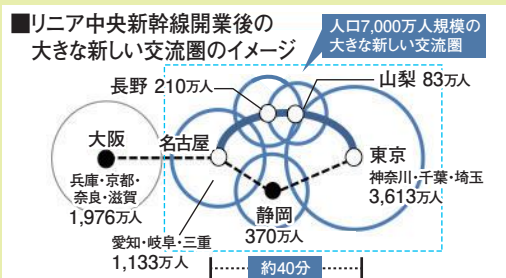 ■リニア中央新幹線開業後の
大きな新しい交流圏のイメージ
人口7,000万人規模の
大きな新しい交流圏
長野 210万人
山梨 83万人
大阪
兵庫・京都・
奈良・滋賀
1,976万人
名古屋
東京
神奈川・千葉・埼玉
3,613万人
静岡
370万人
愛知・岐阜・三重
1,133万人
約40分